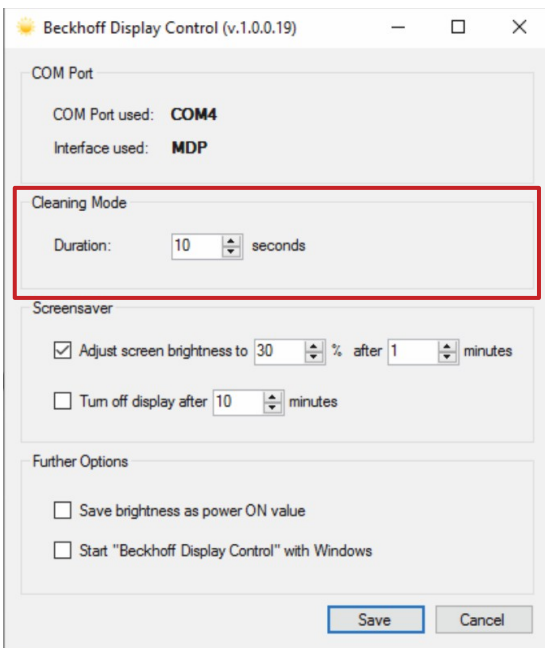 Beckhoff Display Control (v.1.0.0.19)
COM Port
COM Port used: COM4
Interface used: MDP
Cleaning Mode
Duration: 10 seconds
Screensaver
Adjust screen brightness to 30 % after 1 minutes
Turn off display after 10 minutes
Further Options
Save brightness as power ON value
Start "Beckhoff Display Control" with Windows
Save Cancel